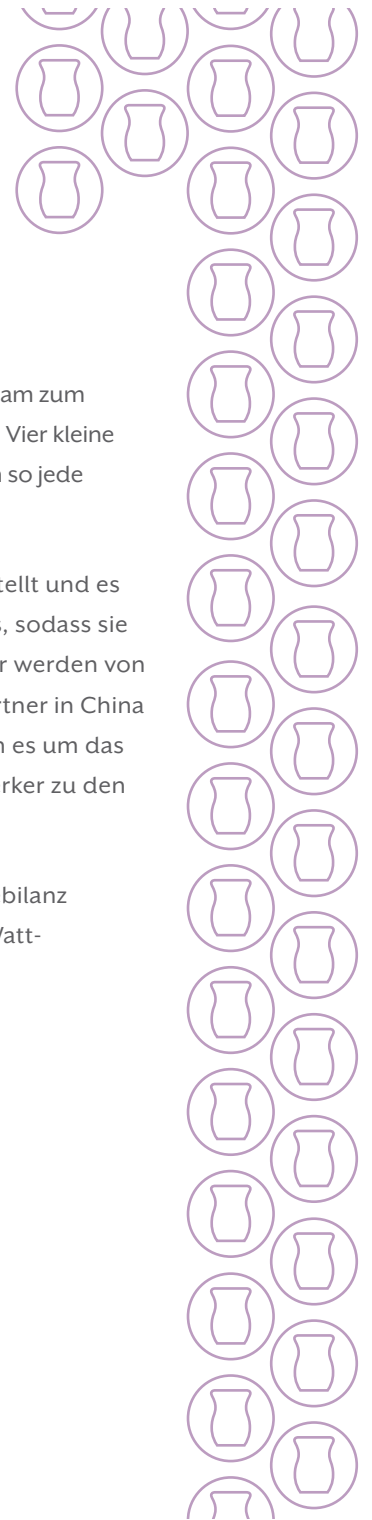 am zum
Vier kleine
so jede
tellt und es
sodass sie
werden von
rtner in China
es um das
rker zu den
bilanz
att-